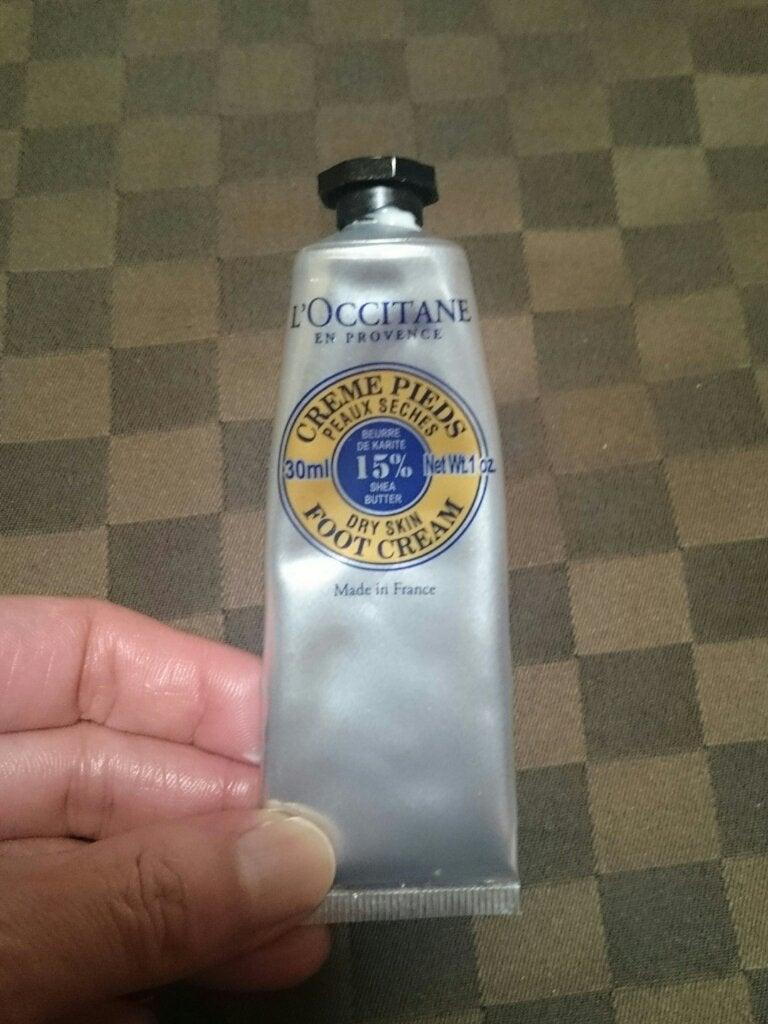 L'OCCITANE
EN PROVENCE
CREME PIEDS
PEAUX SECHES
BEURRE
DE KARITE
30ml 15% Net Wt.1 oz.
SHEA
BUTTER
DRY SKIN
FOOT CREAM
Made in France